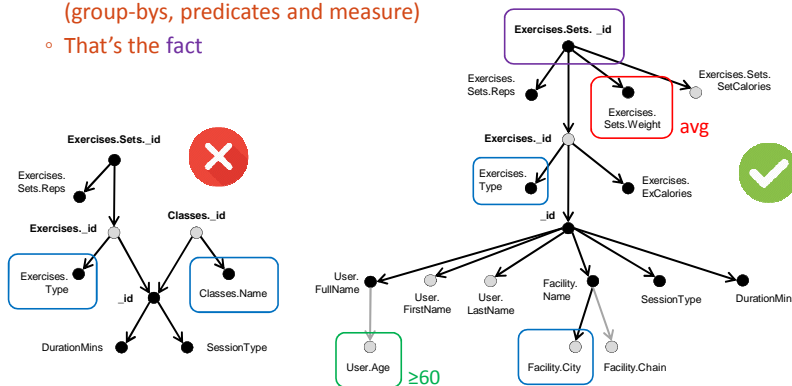 (group-bys, predicates and measure)
◦ That's the fact
Exercises.Sets._id
Exercises.
Sets.Reps
Exercises._id
Classes._id
Exercises.
Type
_id
Classes.Name
DurationMins
SessionType
Exercises.Sets. _id
Exercises.
Sets.Reps
Exercises.
Sets.Weight
avg
Exercises.Sets.
SetCalories
Exercises._id
Exercises.
Type
Exercises.
ExCalories
_id
User.
FullName
User.
FirstName
User.
LastName
Facility.
Name
SessionType
DurationMin
User.Age
≥60
Facility.City
Facility.Chain